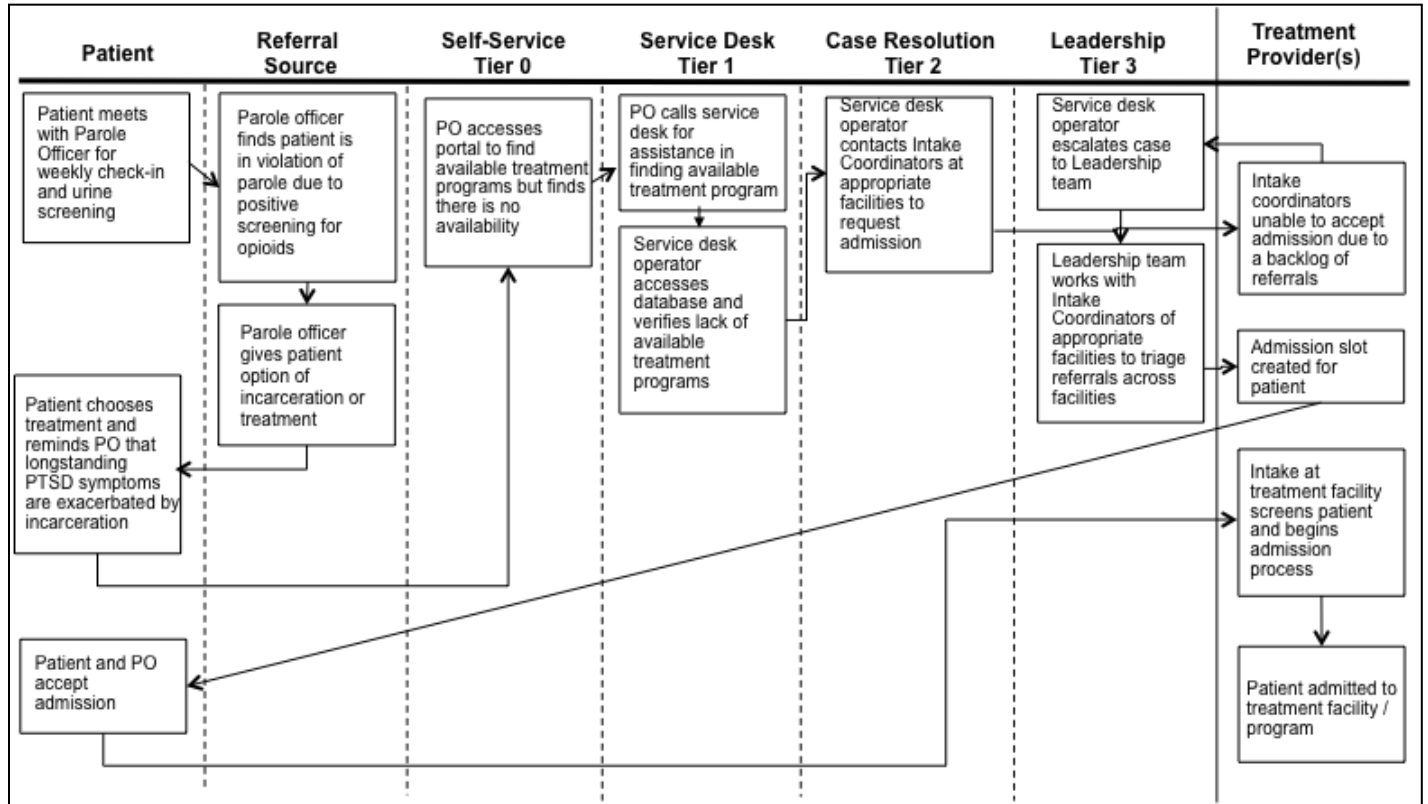 Patient
Referral
Source
Self-Service
Tier 0
Service Desk
Tier 1
Case Resolution
Tier 2
Leadership
Tier 3
Treatment
Provider(s)
Patient meets
with Parole
Officer for
weekly check-in
and urine
screening
Parole officer
finds patient is
in violation of
parole due to
positive
screening for
opioids
Parole officer
gives patient
option of
incarceration or
treatment
Patient chooses
treatment and
reminds PO that
longstanding
PTSD symptoms
are exacerbated by
incarceration
PO accesses
portal to find
available treatment
programs but finds
there is no
availability
PO calls service
desk for
assistance in
finding available
treatment program
Service desk
operator
accesses
database and
verifies lack of
available
treatment
programs
Service desk
operator
contacts Intake
Coordinators at
appropriate
facilities to
request
admission
Intake
coordinators
unable to accept
admission due to
a backlog of
referrals
Service desk
operator
escalates case
to Leadership
team
Leadership team
works with
Intake
Coordinators of
appropriate
facilities to triage
referrals across
facilities
Admission slot
created for
patient
Patient and PO
accept
admission
Intake at
treatment facility
screens patient
and begins
admission
process
Patient admitted to
treatment facility /
program